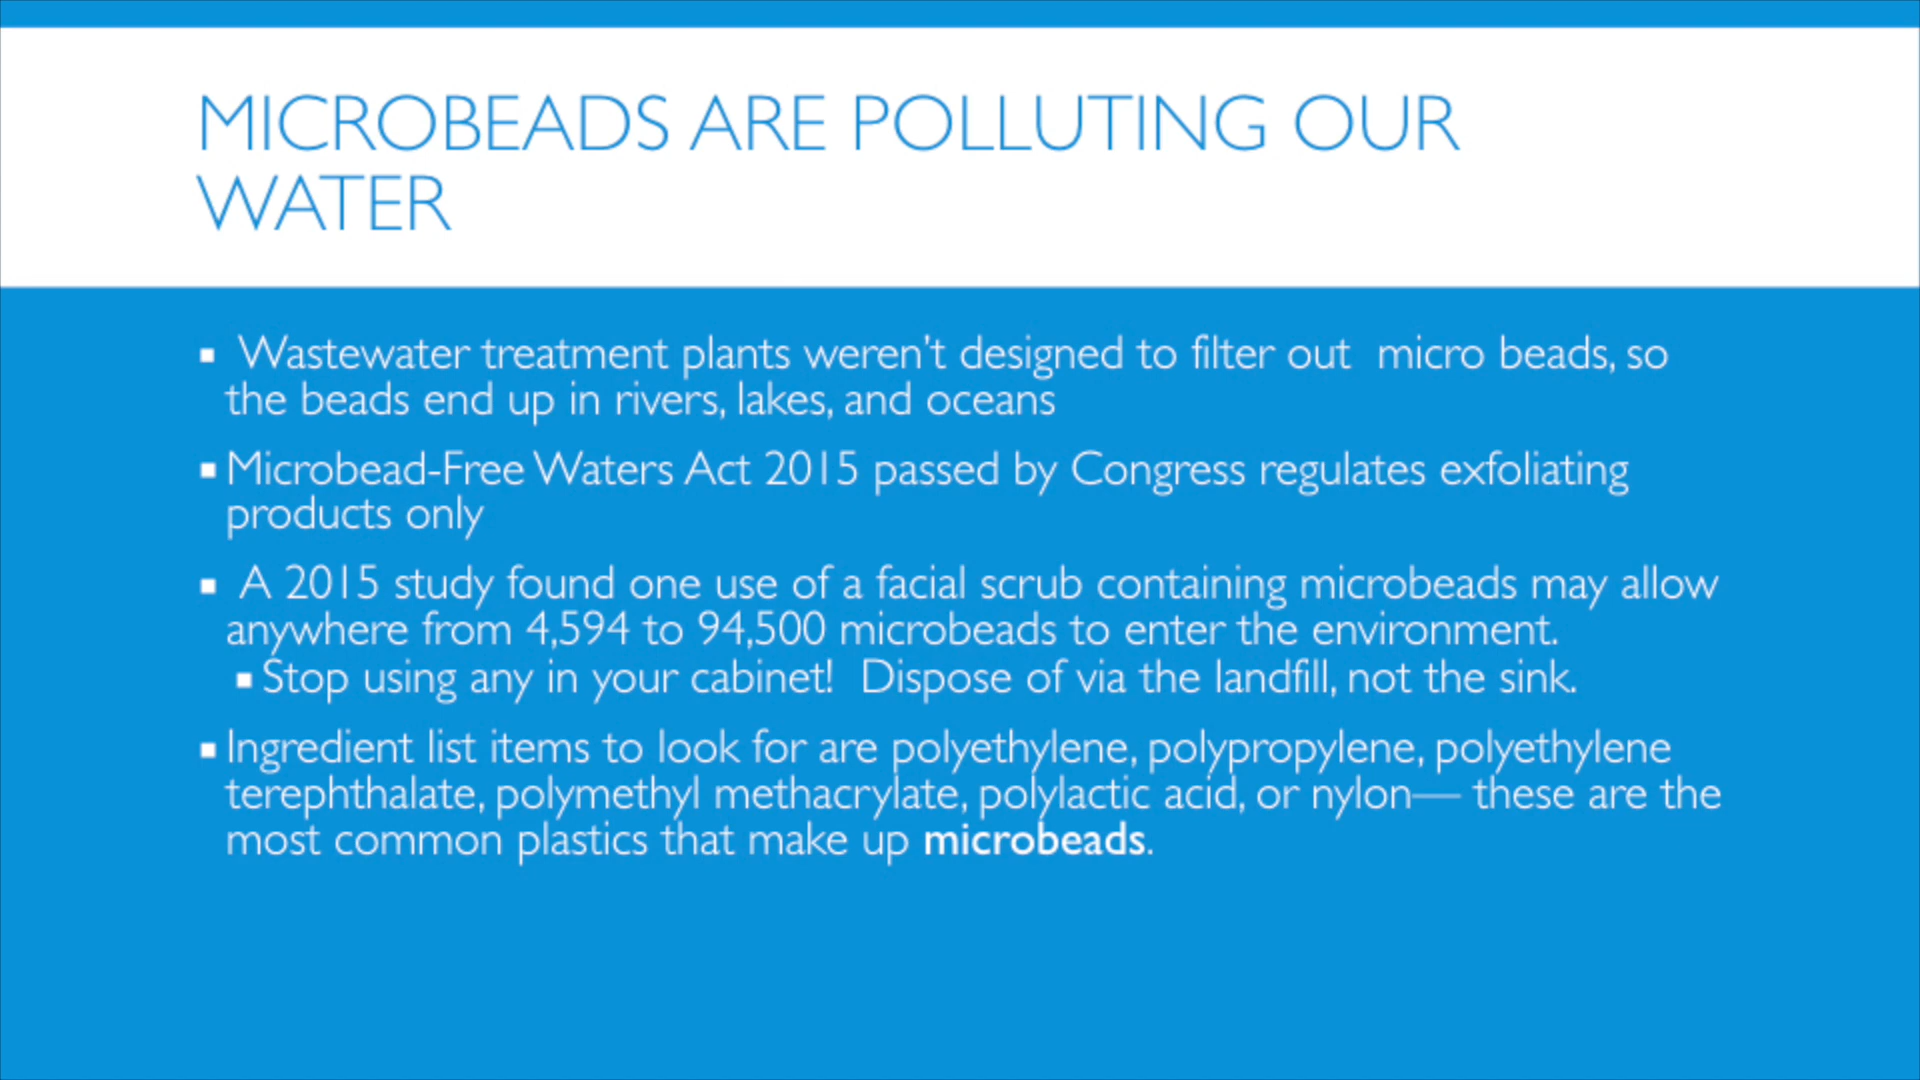 MICROBEADS ARE POLLUTING OUR
WATER
▪ Wastewater treatment plants weren't designed to filter out micro beads, so
the beads end up in rivers, lakes, and oceans
▪ Microbead-Free Waters Act 2015 passed by Congress regulates exfoliating
products only
▪ A 2015 study found one use of a facial scrub containing microbeads may allow
anywhere from 4,594 to 94,500 microbeads to enter the environment.
▪ Stop using any in your cabinet! Dispose of via the landfill, not the sink.
▪ Ingredient list items to look for are polyethylene, polypropylene, polyethylene
terephthalate, polymethyl methacrylate, polylactic acid, or nylon— these are the
most common plastics that make up microbeads.